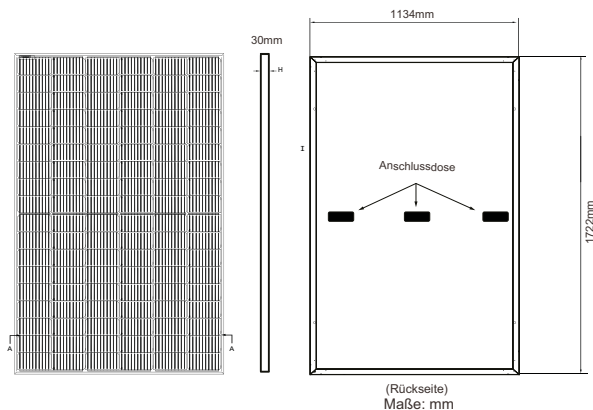 1134mm
30mm
H
I
Anschlussdose
1722mm
A
A
(Rückseite)
Maße: mm